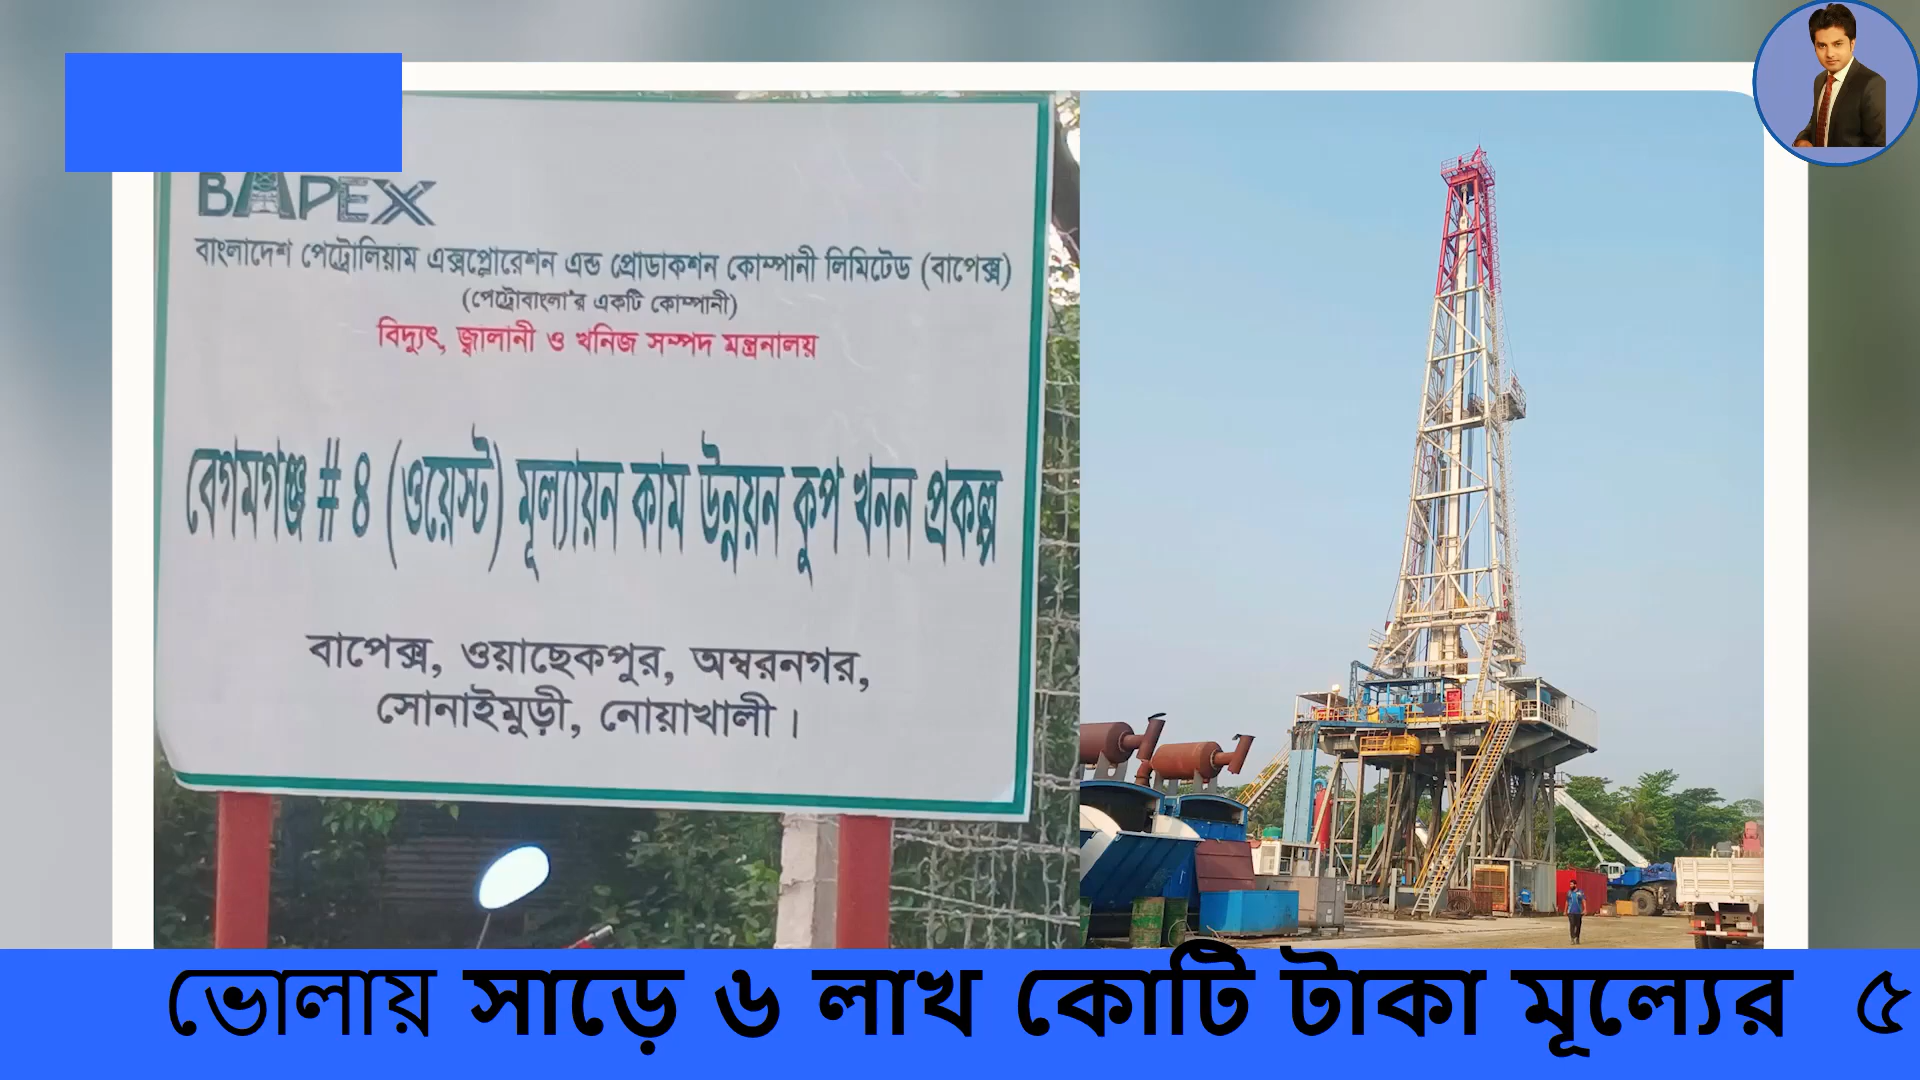 BAPEX
বাংলাদেশ পেট্রোলিয়াম এক্সপ্লোরেশন এন্ড প্রোডাকশন কোম্পানী লিমিটেড (বাপেক্স)
(পেট্রোবাংলা'র একটি কোম্পানী)
বিদ্যুৎ, জ্বালানী ও খনিজ সম্পদ মন্ত্রনালয়
বেগমগঞ্জ # ৪ (ওয়েস্ট) মূল্যায়ন কাম উন্নয়ন কূপ খনন প্রকল্প
বাপেক্স, ওয়াছেকপুর, অম্বরনগর,
সোনাইমুড়ী, নোয়াখালী।
ভোলায় সাড়ে ৬ লাখ কোটি টাকা মূল্যের ৫